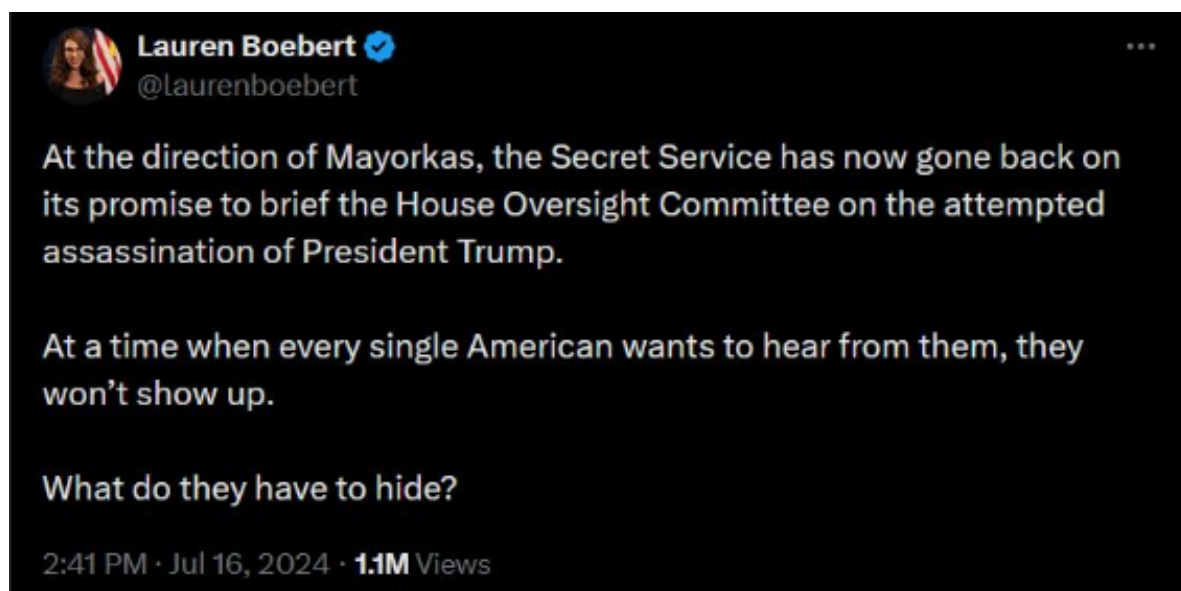 Lauren Boebert
@laurenboebert
At the direction of Mayorkas, the Secret Service has now gone back on
its promise to brief the House Oversight Committee on the attempted
assassination of President Trump.
At a time when every single American wants to hear from them, they
won’t show up.
What do they have to hide?
2:41 PM · Jul 16, 2024 · 1.1M Views